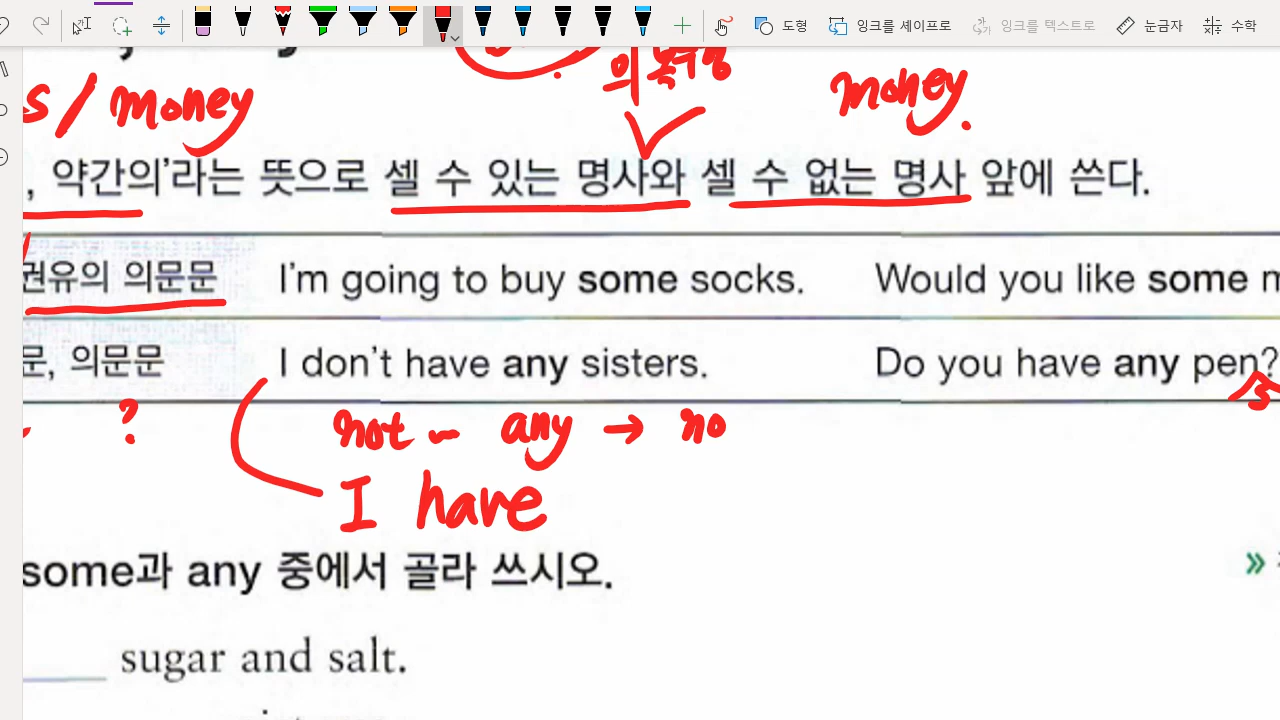 도형 잉크를 셰이프로 잉크를 텍스트로 눈금자 수학
의 복수형
s / money money.
, 약간의'라는 뜻으로 셀 수 있는 명사와 셀 수 없는 명사 앞에 쓴다.
권유의 의문문 I'm going to buy some socks. Would you like some m
문, 의문문 I don't have any sisters. Do you have any pen?
s
? not ~ any → no
I have
some과 any 중에서 골라 쓰시오. »
sugar and salt.